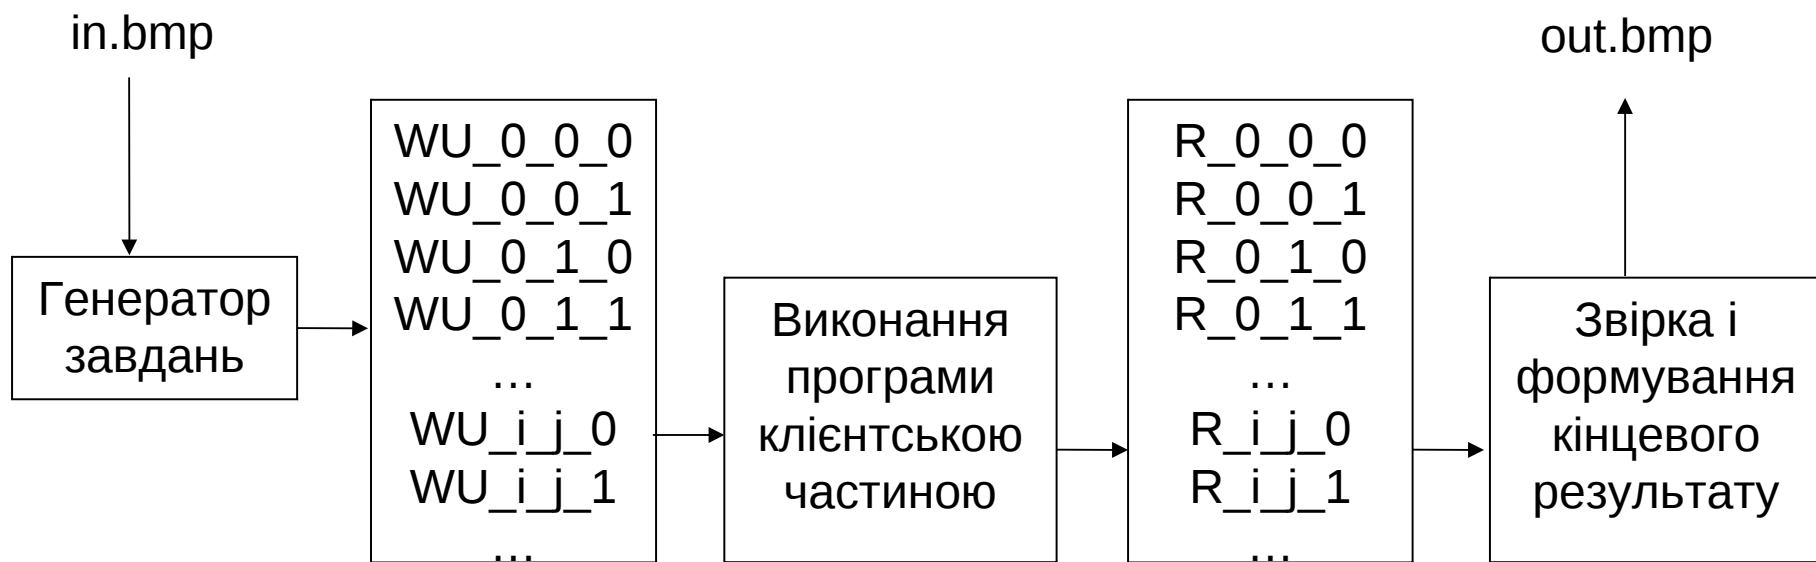 in.bmp
out.bmp
Генератор
завдань
WU_0_0_0
WU_0_0_1
WU_0_1_0
WU_0_1_1
...
WU_i_j_0
WU_i_j_1
...
Виконання
програми
клієнтською
частиною
R_0_0_0
R_0_0_1
R_0_1_0
R_0_1_1
...
R_i_j_0
R_i_j_1
...
Звірка і
формування
кінцевого
результату